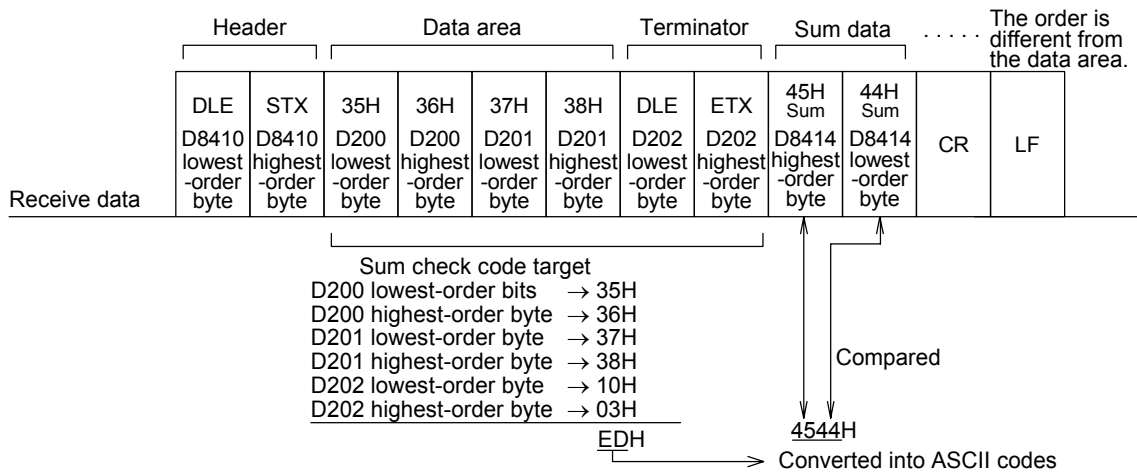 Header Data area Terminator Sum data ..... The order is
different from
the data area.
DLE STX 35H 36H 37H 38H DLE ETX 45H 44H
Sum Sum
D8410 D8410 D200 D200 D201 D201 D202 D202 D8414 D8414 CR LF
lowest highest lowest highest lowest highest lowest highest highest lowest
-order -order -order -order -order -order -order -order -order -order
byte byte byte byte byte byte byte byte byte byte
Receive data
Sum check code target
D200 lowest-order bits → 35H
D200 highest-order byte → 36H
D201 lowest-order byte → 37H
D201 highest-order byte → 38H
D202 lowest-order byte → 10H
D202 highest-order byte → 03H
Compared
4544H
EDH
Converted into ASCII codes